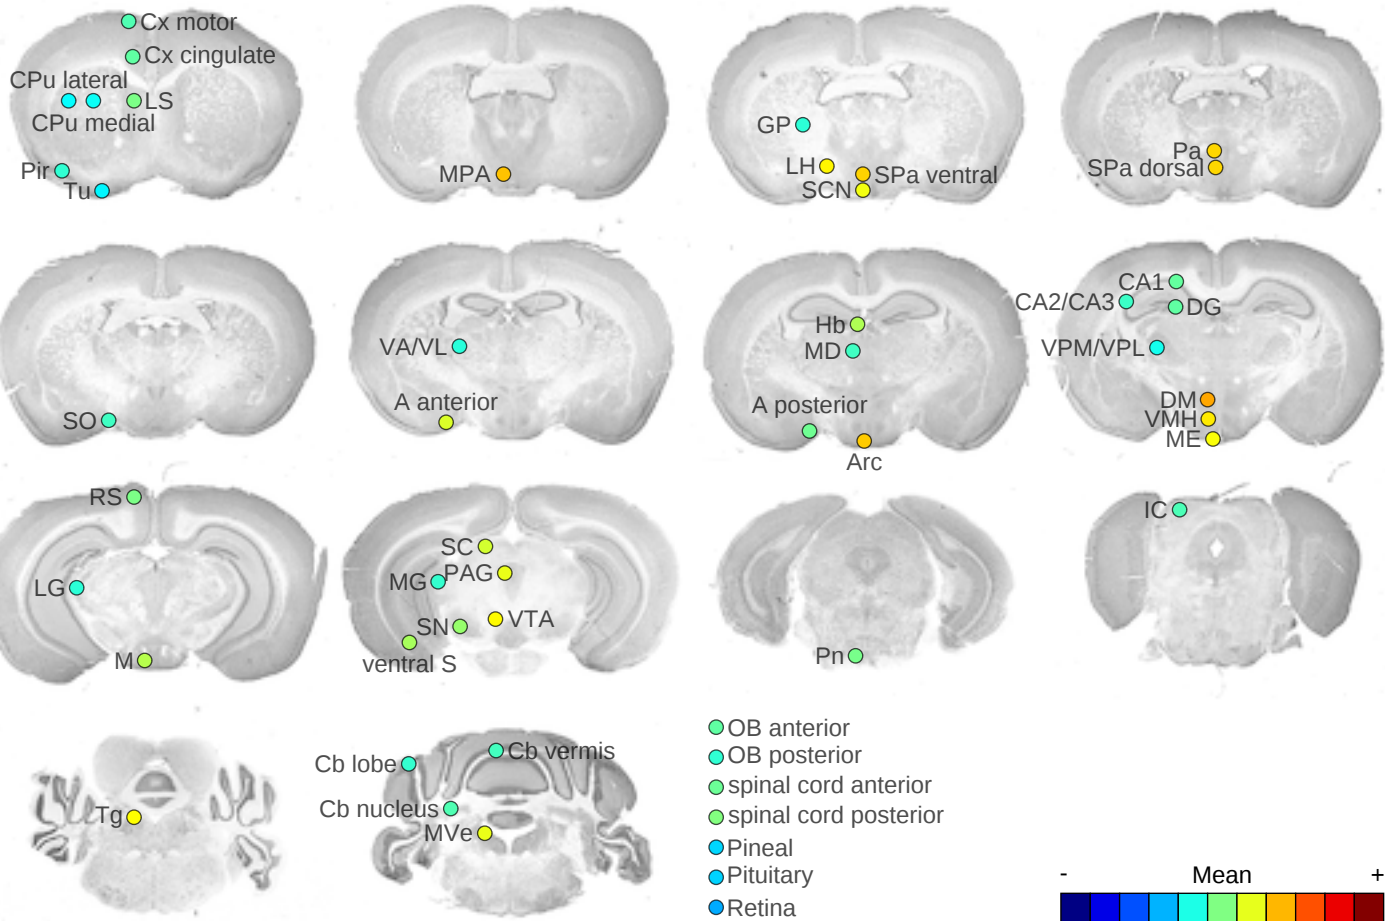 Cx motor
Cx cingulate
CPu lateral
LS
CPu medial
Pir
Tu
MPA
GP
LH
SPa ventral
SCN
Pa
SPa dorsal
SO
VA/VL
A anterior
Hb
MD
A posterior
Arc
CA1
CA2/CA3
DG
VPM/VPL
DM
VMH
ME
RS
LG
M
SC
MG
PAG
SN
VTA
ventral S
Pn
IC
Tg
Cb lobe
Cb vermis
Cb nucleus
MVe
OB anterior
OB posterior
spinal cord anterior
spinal cord posterior
Pineal
Pituitary
Retina
- Mean +